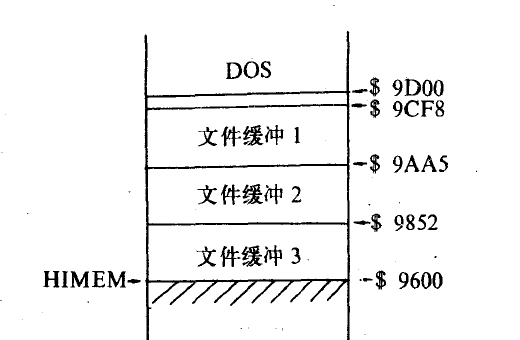 DOS
$ 9D00
$ 9CF8
文件缓冲 1
$ 9AA5
文件缓冲 2
$ 9852
文件缓冲 3
HIMEM
$ 9600